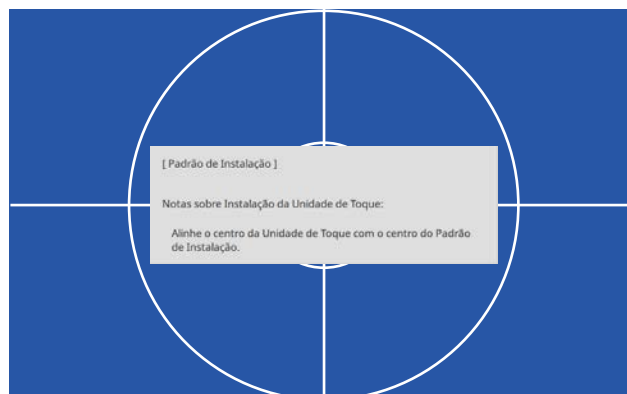 [ Padrão de Instalação ]
Notas sobre Instalação da Unidade de Toque:
Alinhe o centro da Unidade de Toque com o centro do Padrão
de Instalação.